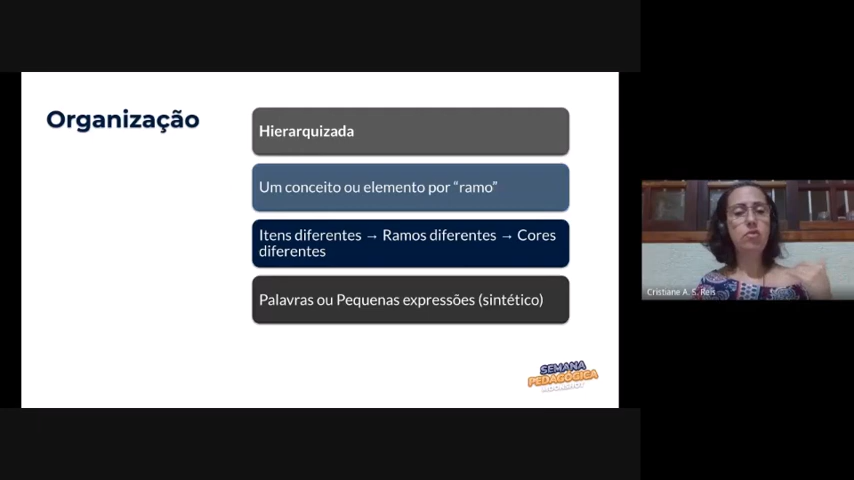 Organização
Hierarquizada
Um conceito ou elemento por “ramo”
Itens diferentes → Ramos diferentes → Cores
diferentes
Palavras ou Pequenas expressões (sintético)
SEMANA
PEDAGÓGICA
MOONSHOT
Cristiane A. S. Reis